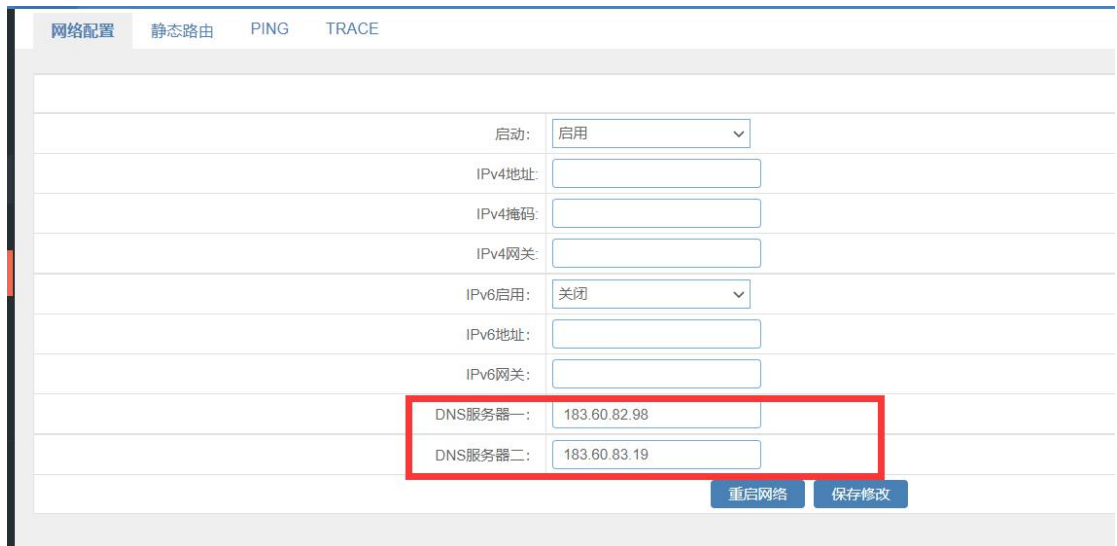 网络配置 静态路由 PING TRACE
启动： 启用
IPv4地址:
IPv4掩码:
IPv4网关:
IPv6启用： 关闭
IPv6地址：
IPv6网关：
DNS服务器一： 183.60.82.98
DNS服务器二： 183.60.83.19
重启网络 保存修改